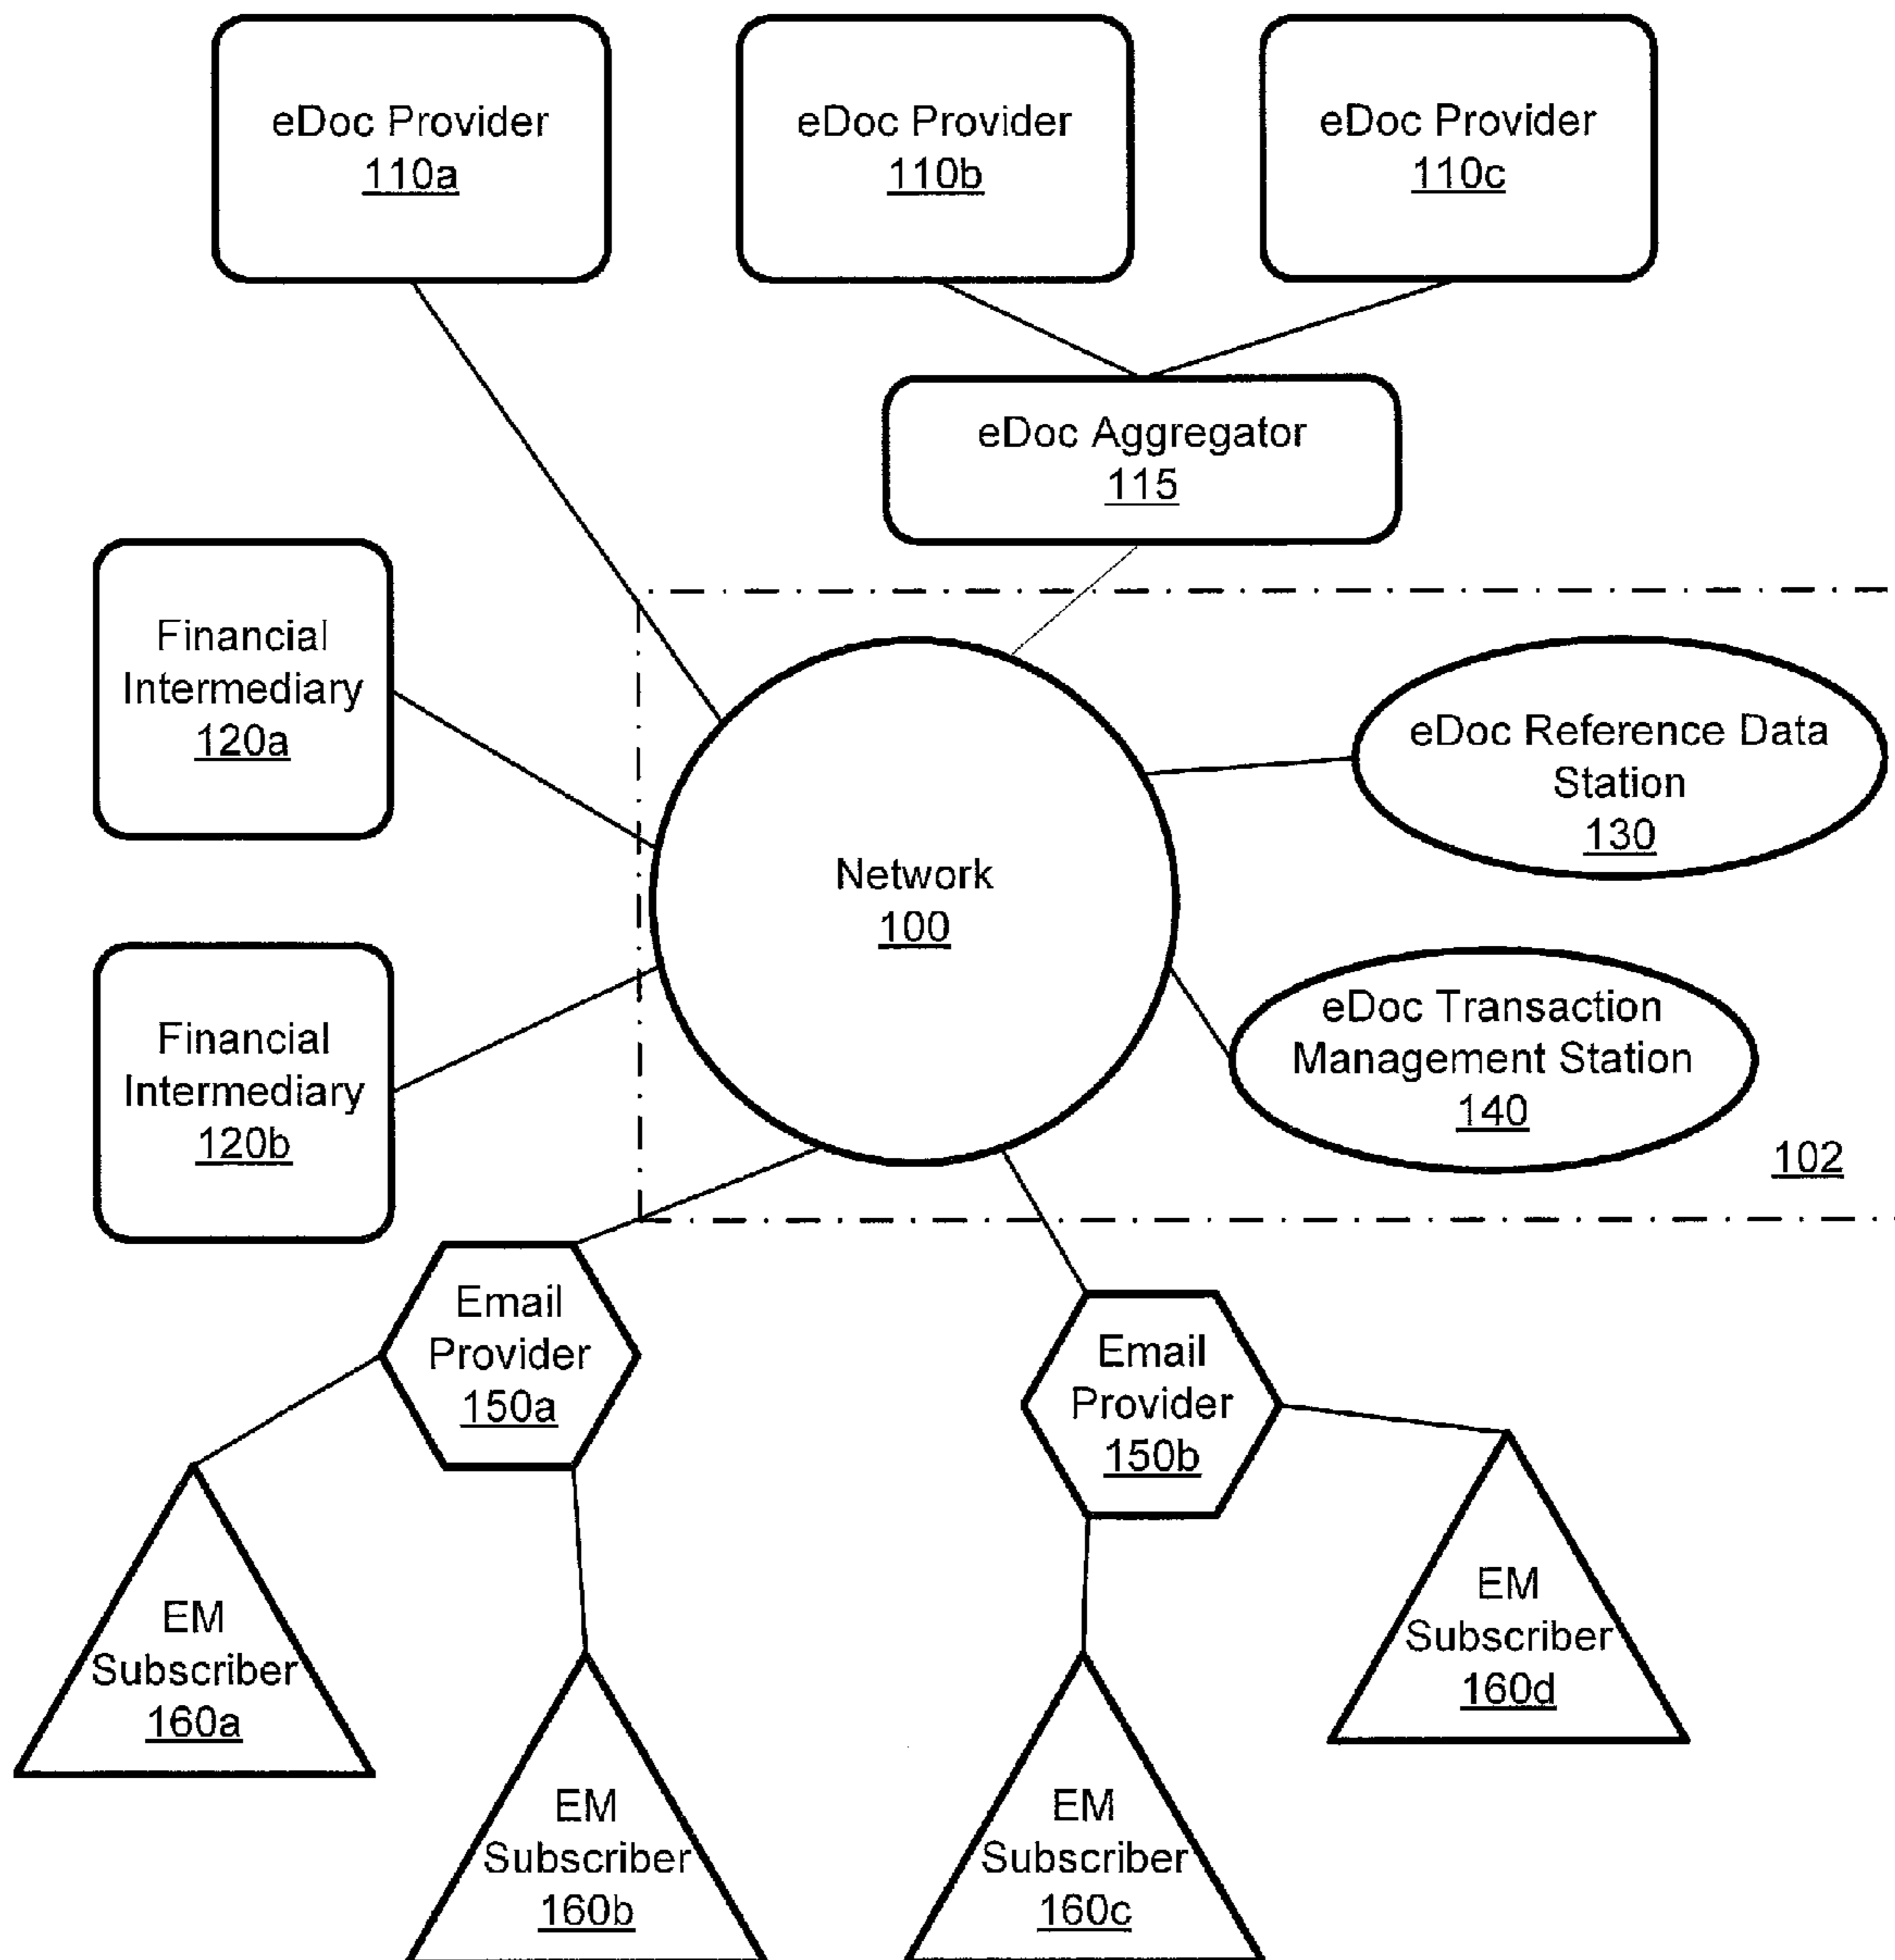 eDoc Provider
110a
eDoc Provider
110b
eDoc Provider
110c
eDoc Aggregator
115
Financial
Intermediary
120a
eDoc Reference Data
Station
130
Network
100
Financial
Intermediary
120b
eDoc Transaction
Management Station
140
102
Email
Provider
150a
Email
Provider
150b
EM
Subscriber
160a
EM
Subscriber
160b
EM
Subscriber
160c
EM
Subscriber
160d